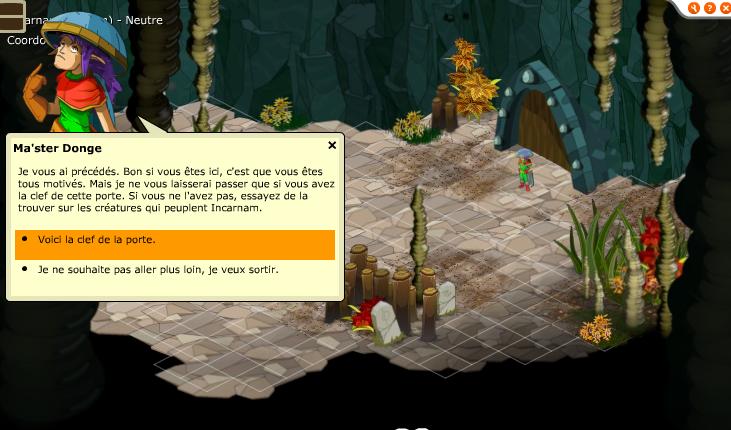 ) - Neutre
Coordo
Ma'ster Donge
Je vous ai précédés. Bon si vous êtes ici, c'est que vous êtes
tous motivés. Mais je ne vous laisserai passer que si vous avez
la clef de cette porte. Si vous ne l'avez pas, essayez de la
trouver sur les créatures qui peuplent Incarnam.
Voici la clef de la porte.
Je ne souhaite pas aller plus loin, je veux sortir.